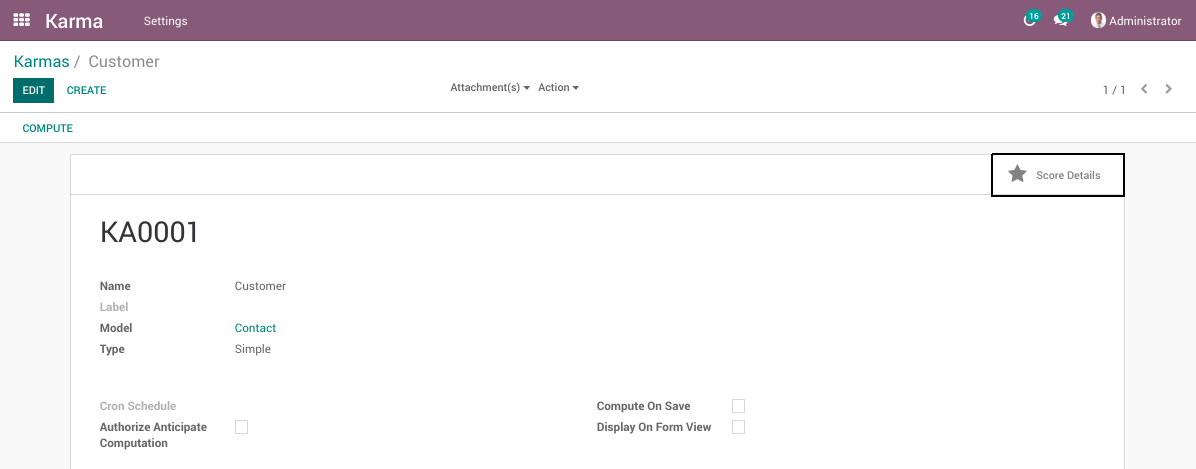 Karma Settings 16 21 Administrator
Karmas / Customer
EDIT CREATE Attachment(s) Action 1 / 1
COMPUTE
Score Details
KA0001
Name Customer
Label
Model Contact
Type Simple
Cron Schedule Compute On Save
Authorize Anticipate Display On Form View
Computation